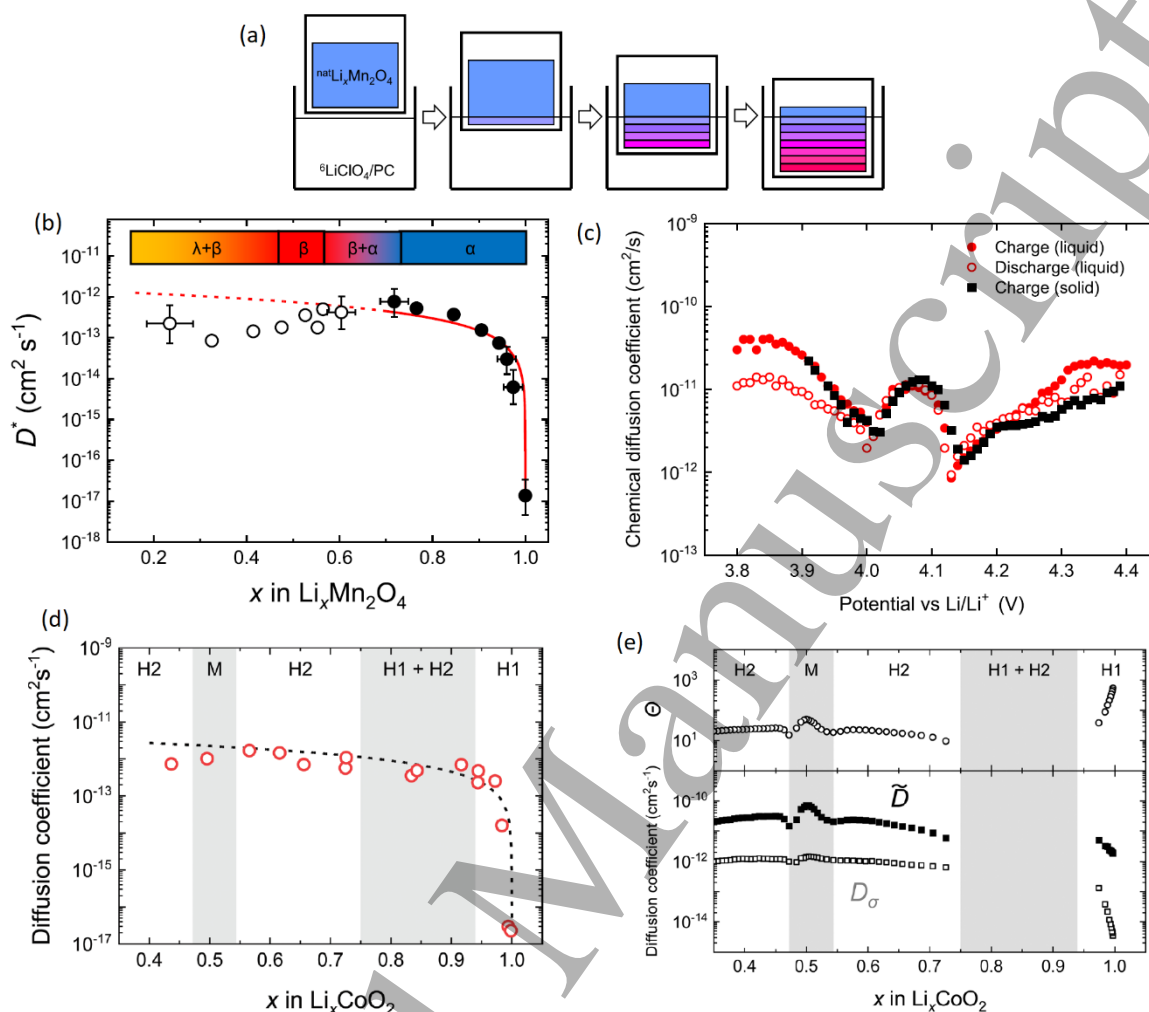 (a)
natLixMn2O4
6LiClO4/PC
(b)
λ+β
β
β+α
α
10-11
10-12
10-13
10-14
10-15
10-16
10-17
10-18
D* (cm2 s-1)
0.2 0.4 0.6 0.8 1.0
x in LixMn2O4
(c)
Charge (liquid)
Discharge (liquid)
Charge (solid)
10-9
10-10
10-11
10-12
10-13
Chemical diffusion coefficient (cm2/s)
3.8 3.9 4.0 4.1 4.2 4.3 4.4
Potential vs Li/Li+ (V)
(d)
H2 M H2 H1 + H2 H1
10-9
10-11
10-13
10-15
10-17
Diffusion coefficient (cm2s-1)
0.4 0.5 0.6 0.7 0.8 0.9 1.0
x in LixCoO2
(e)
H2 M H2 H1 + H2 H1
103
101
Θ
D̃
Dσ
10-10
10-12
10-14
Diffusion coefficient (cm2s-1)
0.4 0.5 0.6 0.7 0.8 0.9 1.0
x in LixCoO2
Manuscript